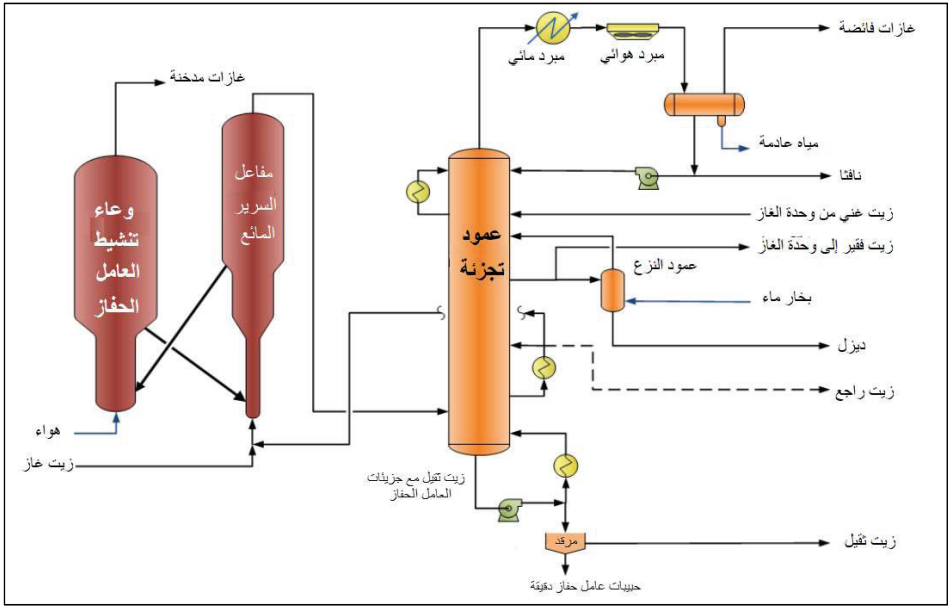 غازات فائضة
غازات مدخنة
مبرد مائي
مبرد هوائي
مياه عادمة
نافثا
مفاعل
السرير
المائع
وعاء
تنشيط
العامل
الحفاز
زيت غني من وحدة الغاز
عمود
تجزئة
زيت فقير إلى وحدة الغاز
عمود النزع
بخار ماء
ديزل
زيت راجع
هواء
زيت غاز
زيت ثقيل مع جزيئات
العامل الحفاز
مرقد
زيت ثقيل
حبيبات عامل حفاز دقيقة